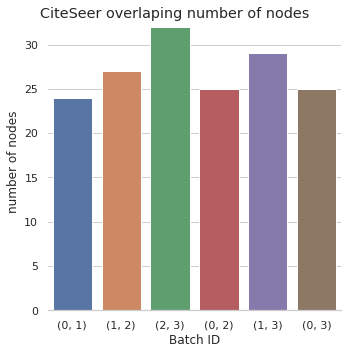 CiteSeer overlaping number of nodes
30
25
20
15
10
5
0
number of nodes
(0, 1) (1, 2) (2, 3) (0, 2) (1, 3) (0, 3)
Batch ID